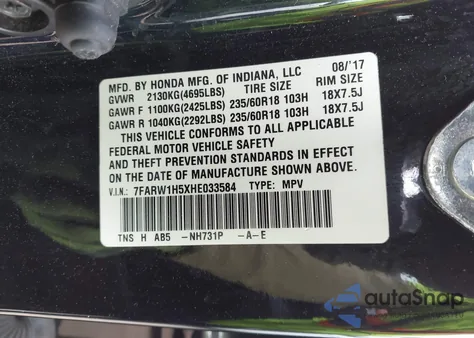 MFD. BY HONDA MFG. OF INDIANA, LLC 08/'17
GVWR 2130KG(4695LBS) TIRE SIZE RIM SIZE
GAWR F 1100KG(2425LBS) 235/60R18 103H 18X7.5J
GAWR R 1040KG(2292LBS) 235/60R18 103H 18X7.5J
THIS VEHICLE CONFORMS TO ALL APPLICABLE
FEDERAL MOTOR VEHICLE SAFETY
AND THEFT PREVENTION STANDARDS IN EFFECT
ON THE DATE OF MANUFACTURE SHOWN ABOVE.
V.I.N.: 7FARW1H5XHE033584 TYPE: MPV
TNS H AB5 -NH731P -A-E
autoSnap